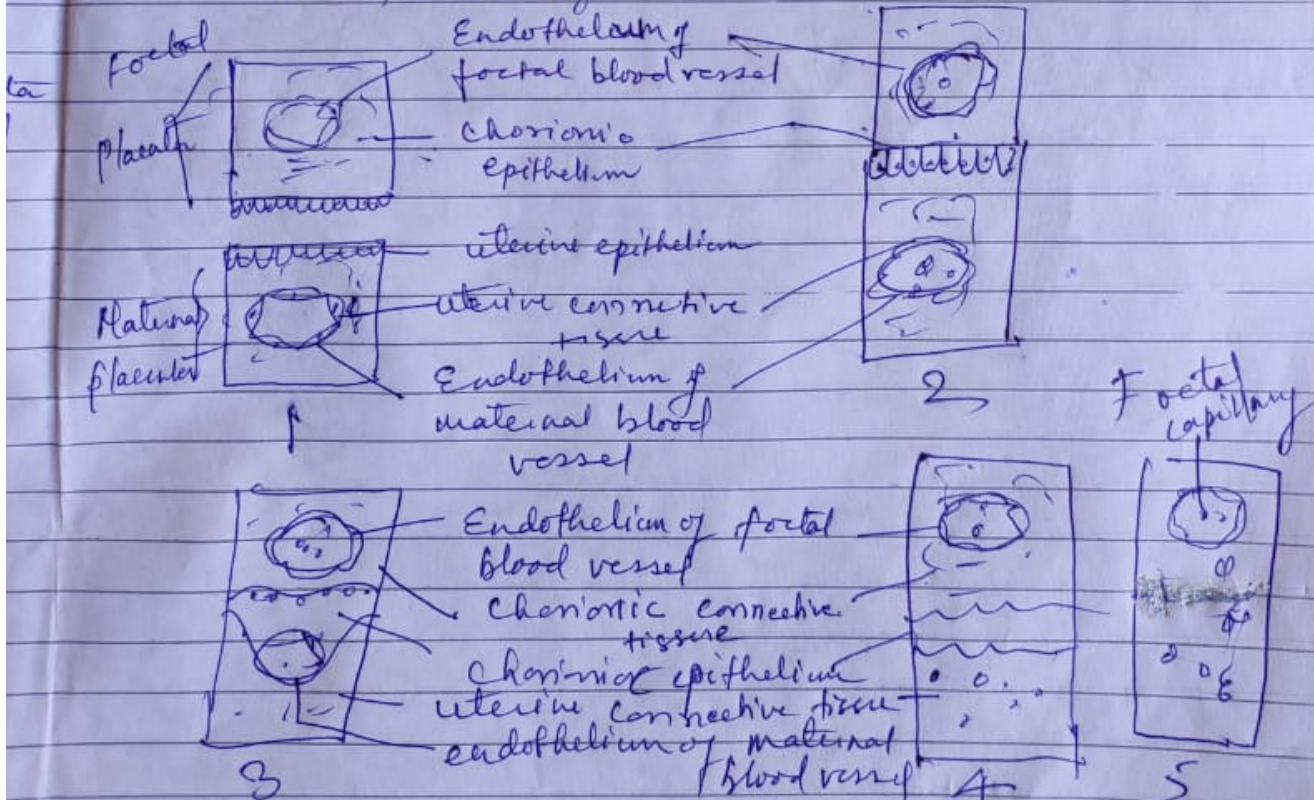 Foetal
Placenta
Endothelium of
foetal blood vessel
chorionic
epithelium
uterine epithelium
Maternal
placenta
uterine connective
tissue
Endothelium of
maternal blood
vessel
1
2
Foetal
capillary
Endothelium of foetal
blood vessel
Chorionic connective
tissue
Chorionic epithelium
uterine connective tissue
endothelium of maternal
blood vessel
3
4
5